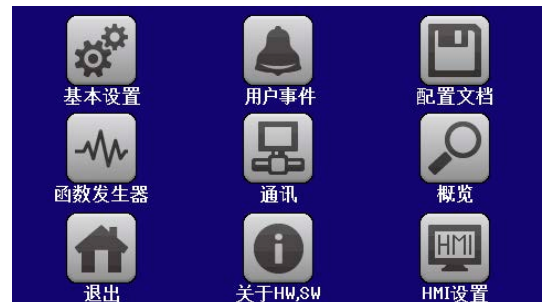 基本设置
用户事件
配置文档
函数发生器
通讯
概览
HMI
退出
关于HW,SW
HMI设置